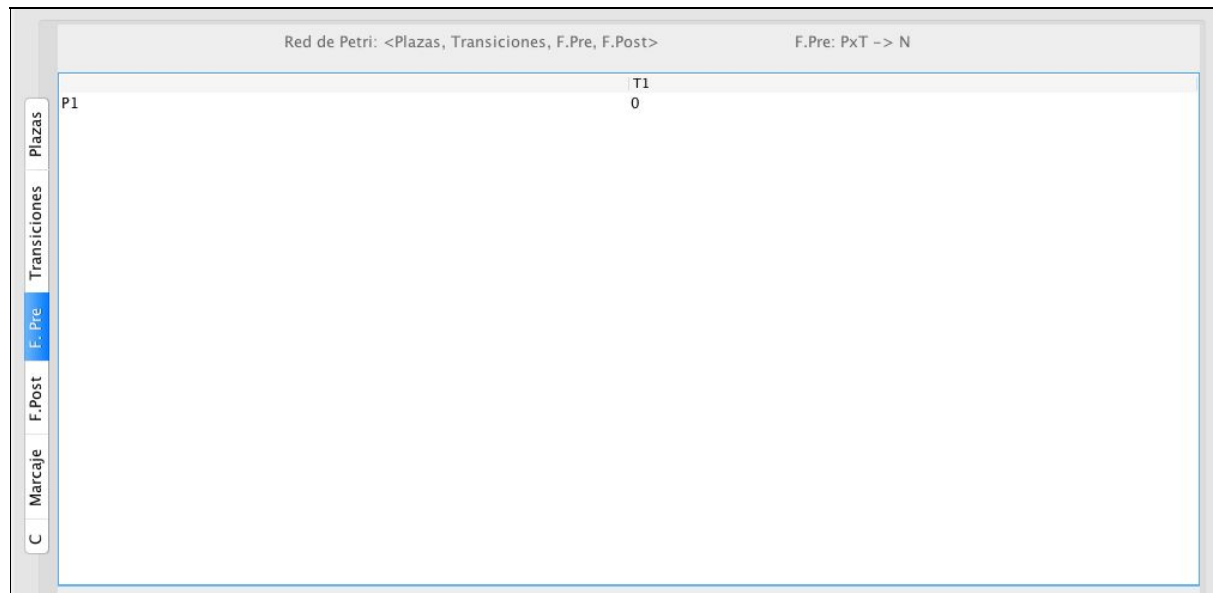 Red de Petri: <Plazas, Transiciones, F.Pre, F.Post> F.Pre: PxT -> N
T1
P1 0
Plazas
Transiciones
F. Pre
F.Post
Marcaje
C